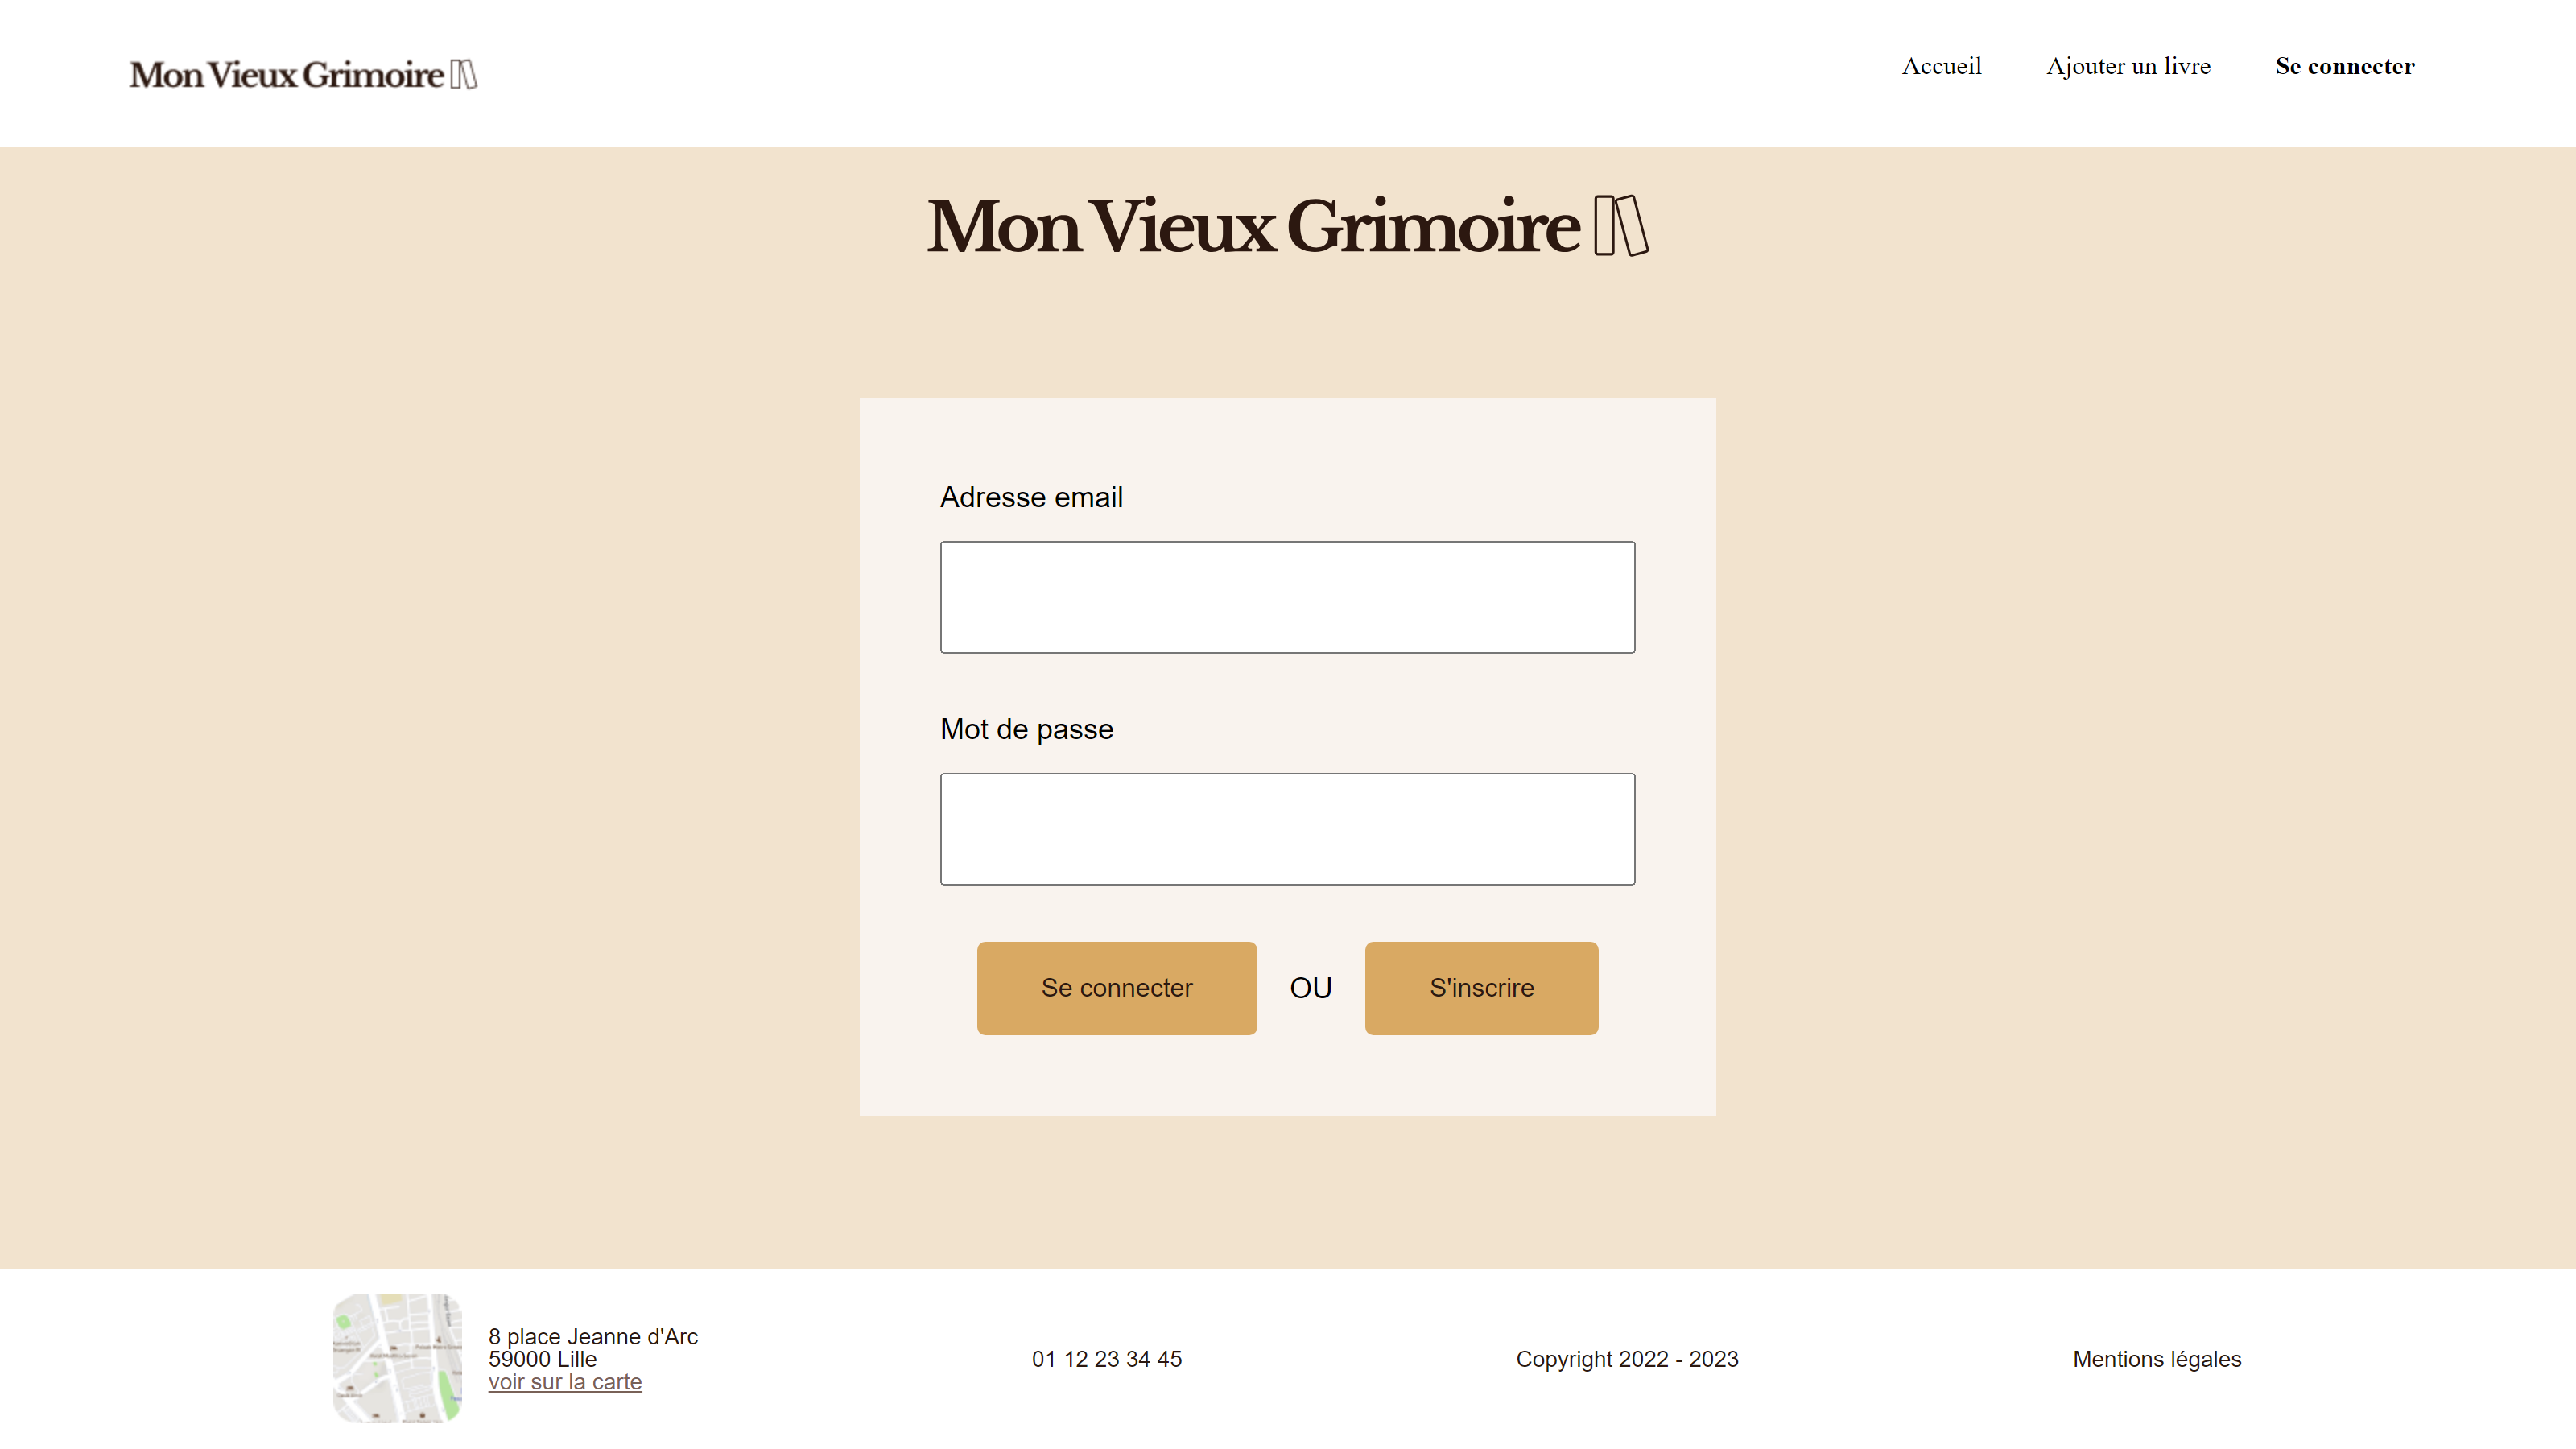 Mon Vieux Grimoire
Accueil
Ajouter un livre
Se connecter
Mon Vieux Grimoire
Adresse email
Mot de passe
Se connecter
OU
S'inscrire
8 place Jeanne d'Arc
59000 Lille
voir sur la carte
01 12 23 34 45
Copyright 2022 - 2023
Mentions légales